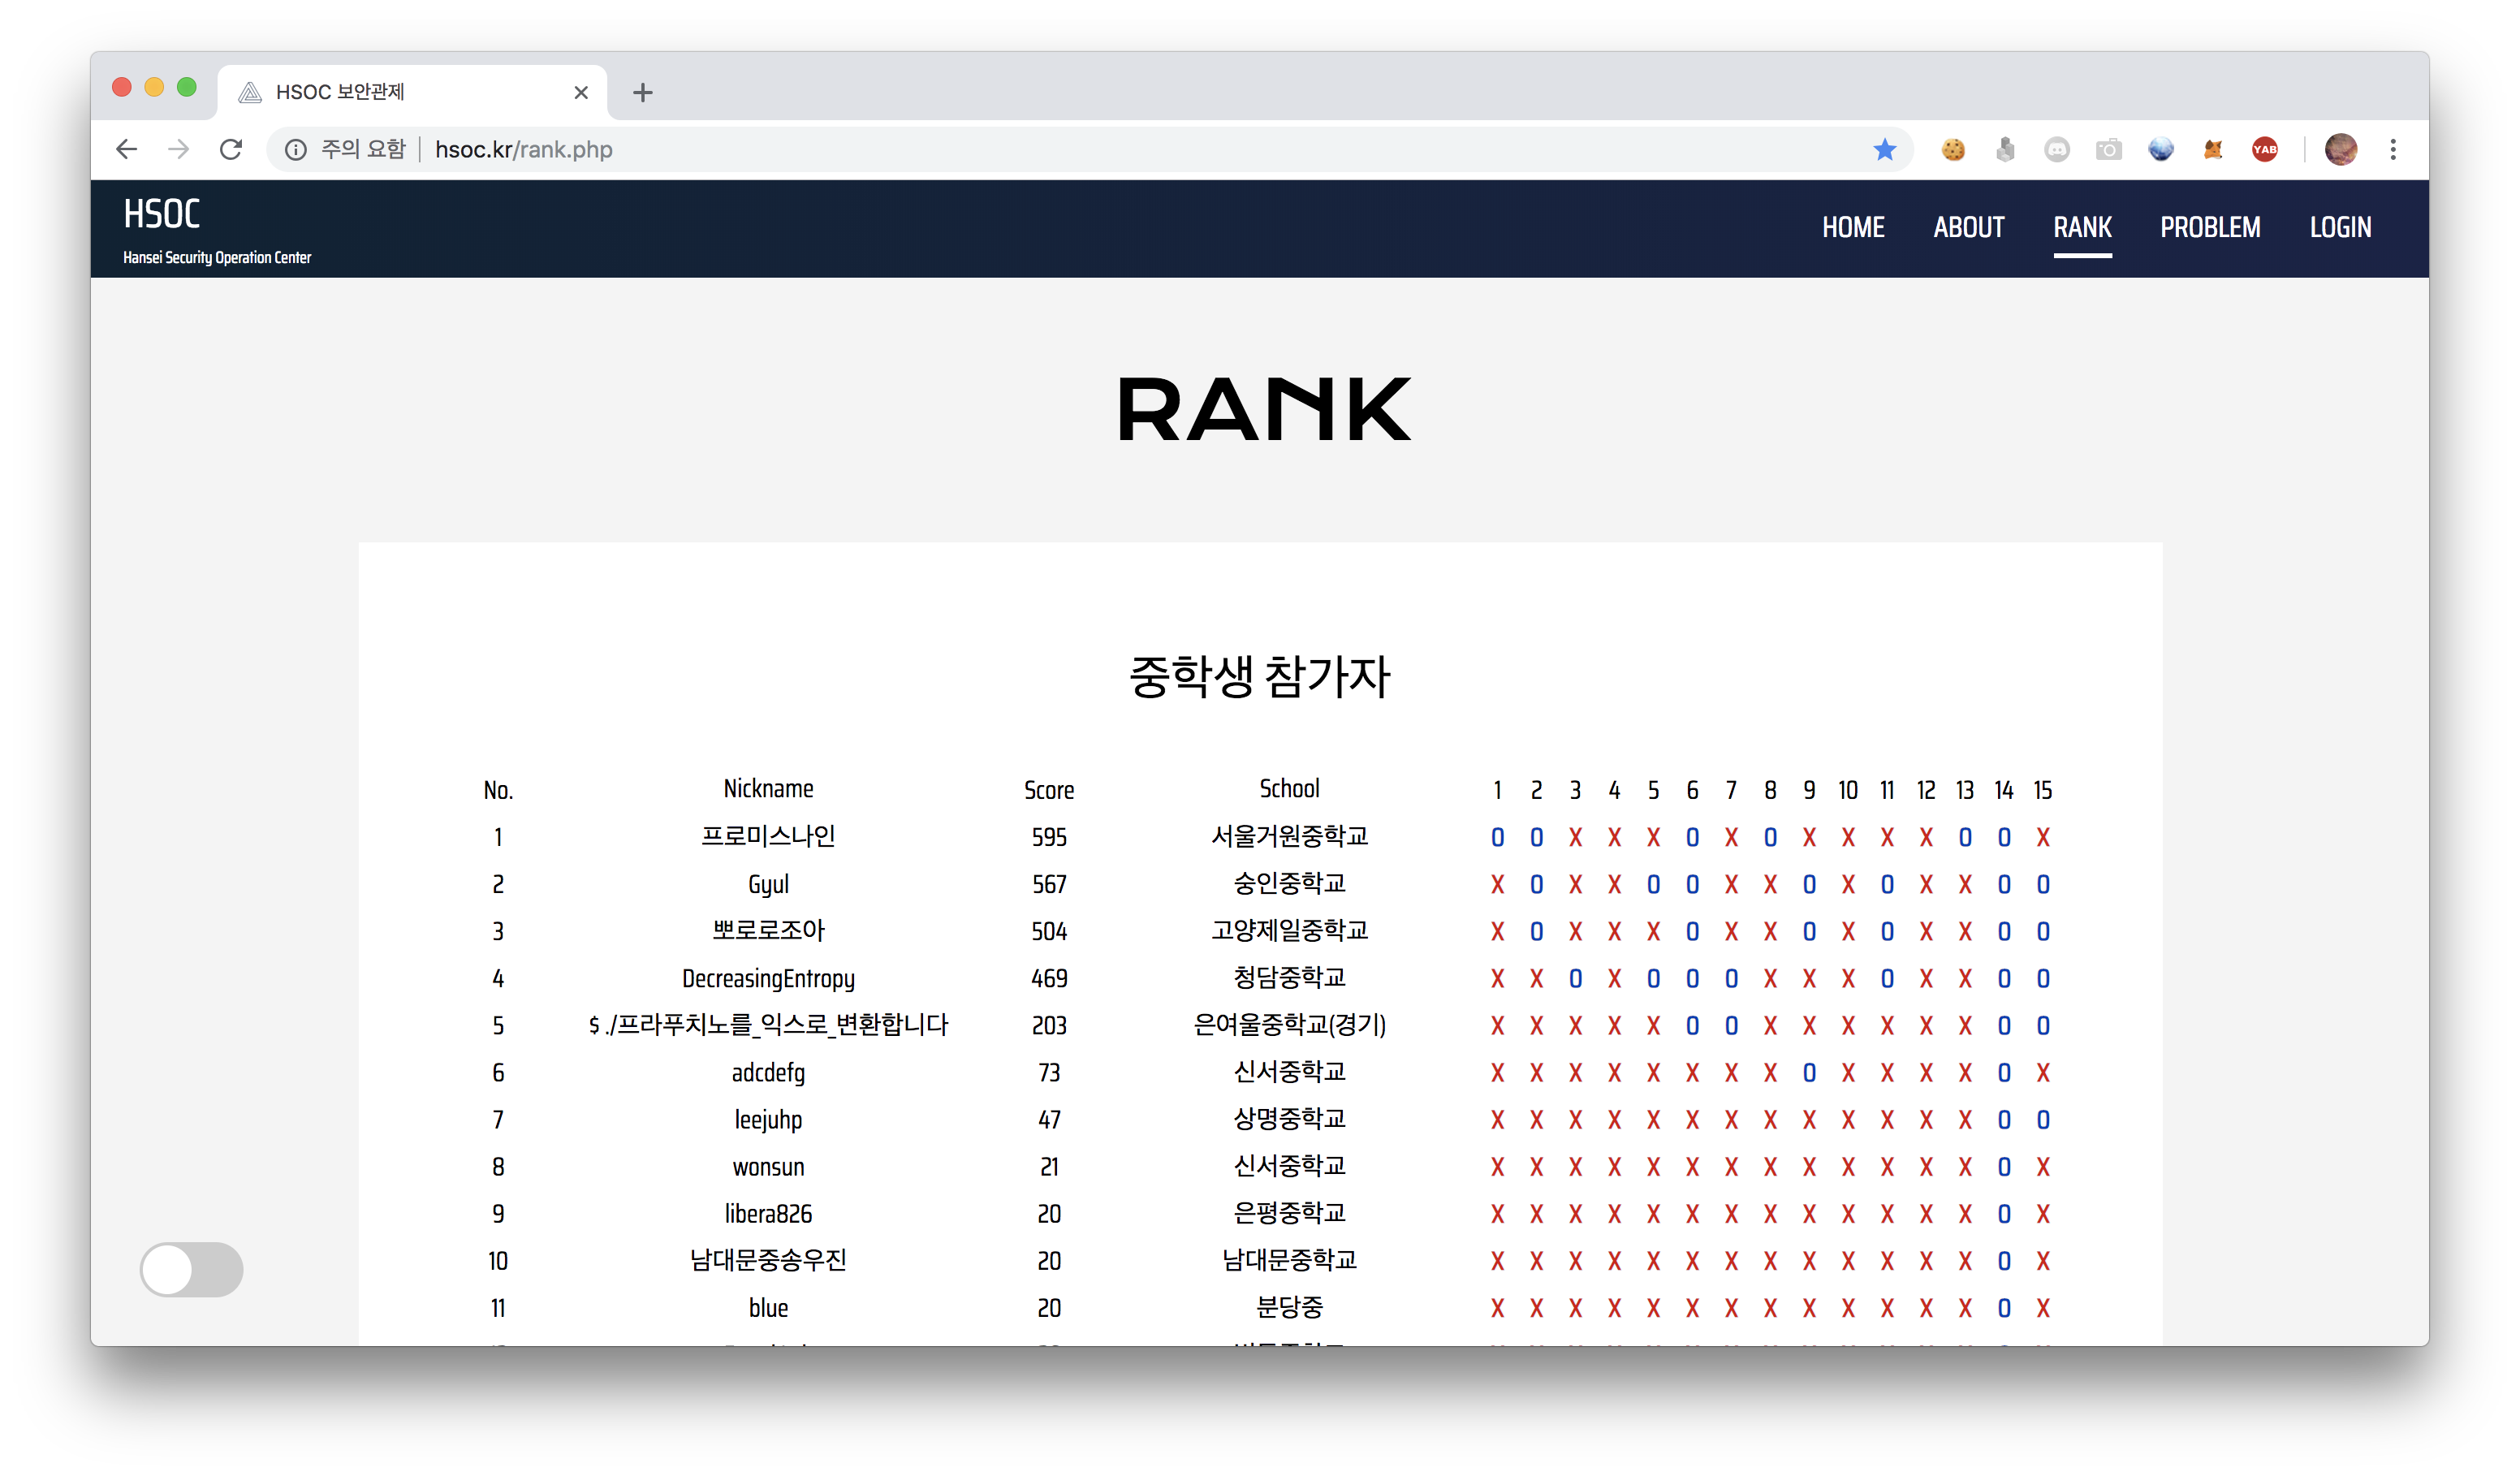 HSOC 보안관제
주의 요함 hsoc.kr/rank.php
YAB
HSOC
Hansei Security Operation Center
HOME ABOUT RANK PROBLEM LOGIN
RANK
중학생 참가자
No. Nickname Score School 1 2 3 4 5 6 7 8 9 10 11 12 13 14 15
1 프로미스나인 595 서울거원중학교 O O X X X O X O X X X X O O X
2 Gyul 567 숭인중학교 X O X X O O X X O X O X X O O
3 뽀로로조아 504 고양제일중학교 X O X X X O X X O X O X X O O
4 DecreasingEntropy 469 청담중학교 X X O X O O O X X X O X X O O
5 $ ./프라푸치노를_익스로_변환합니다 203 은여울중학교(경기) X X X X X O O X X X X X X O O
6 adcdefg 73 신서중학교 X X X X X X X X O X X X X O X
7 leejuhp 47 상명중학교 X X X X X X X X X X X X X O O
8 wonsun 21 신서중학교 X X X X X X X X X X X X X O X
9 libera826 20 은평중학교 X X X X X X X X X X X X X O X
10 남대문중송우진 20 남대문중학교 X X X X X X X X X X X X X O X
11 blue 20 분당중 X X X X X X X X X X X X X O X